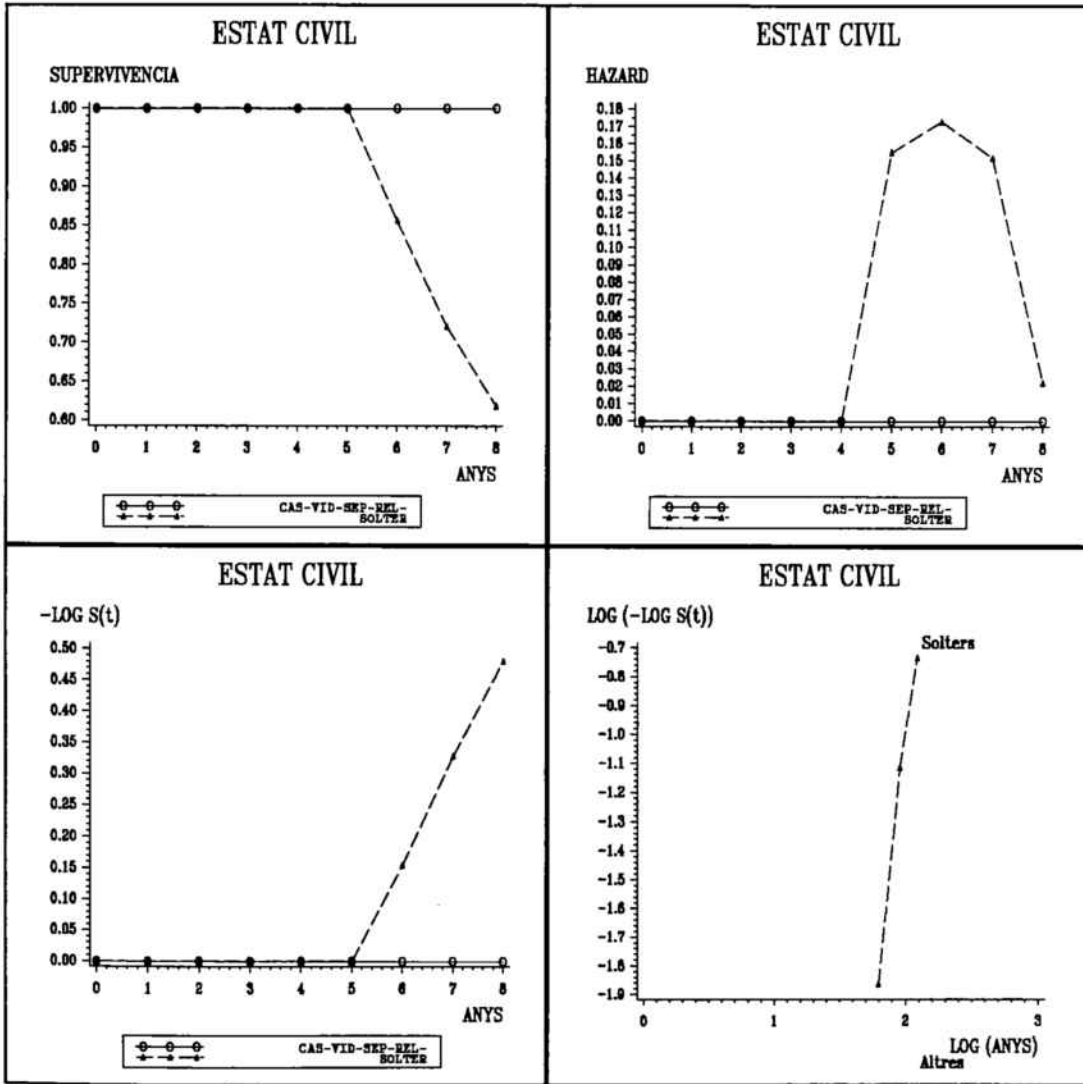 ESTAT CIVIL
SUPERVIVENCIA
1.00
0.95
0.90
0.85
0.80
0.75
0.70
0.65
0.60
0 1 2 3 4 5 6 7 8
ANYS
CAS-VID-SEP-REL-
SOLTER
ESTAT CIVIL
HAZARD
0.18
0.17
0.16
0.15
0.14
0.13
0.12
0.11
0.10
0.09
0.08
0.07
0.06
0.05
0.04
0.03
0.02
0.01
0.00
0 1 2 3 4 5 6 7 8
ANYS
CAS-VID-SEP-REL-
SOLTER
ESTAT CIVIL
-LOG S(t)
0.50
0.45
0.40
0.35
0.30
0.25
0.20
0.15
0.10
0.05
0.00
0 1 2 3 4 5 6 7 8
ANYS
CAS-VID-SEP-REL-
SOLTER
ESTAT CIVIL
LOG (-LOG S(t))
Solters
-0.7
-0.8
-0.9
-1.0
-1.1
-1.2
-1.3
-1.4
-1.5
-1.6
-1.7
-1.8
-1.9
0 1 2 3
LOG (ANYS)
Altres